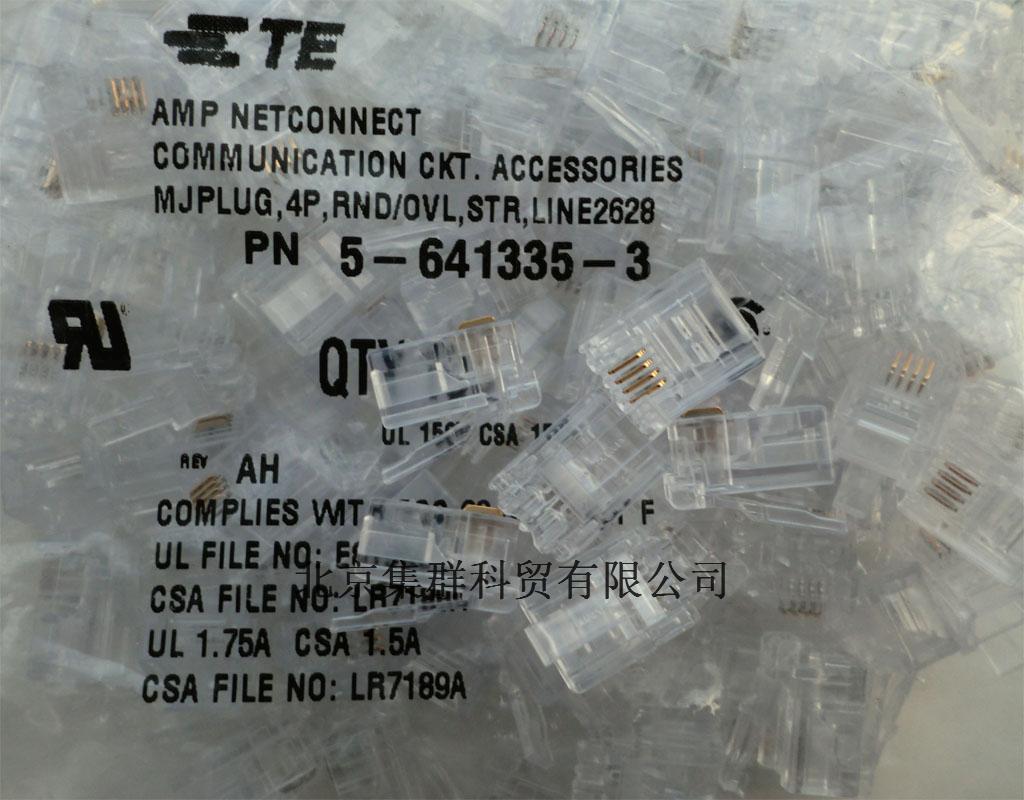 TE
AMP NETCONNECT
COMMUNICATION CKT. ACCESSORIES
MJPLUG,4P,RND/OVL,STR,LINE2628
PN 5-641335-3
UL CSA
REV AH
COMPLIES F
UL FILE NO:
北京集群科贸有限公司
CSA FILE NO:
UL 1.75A CSA 1.5A
CSA FILE NO: LR7189A